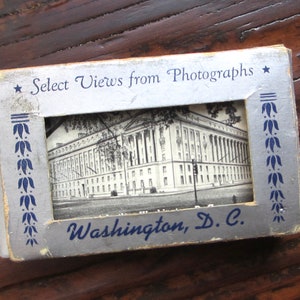 Select Views from Photographs
Washington, D. C.